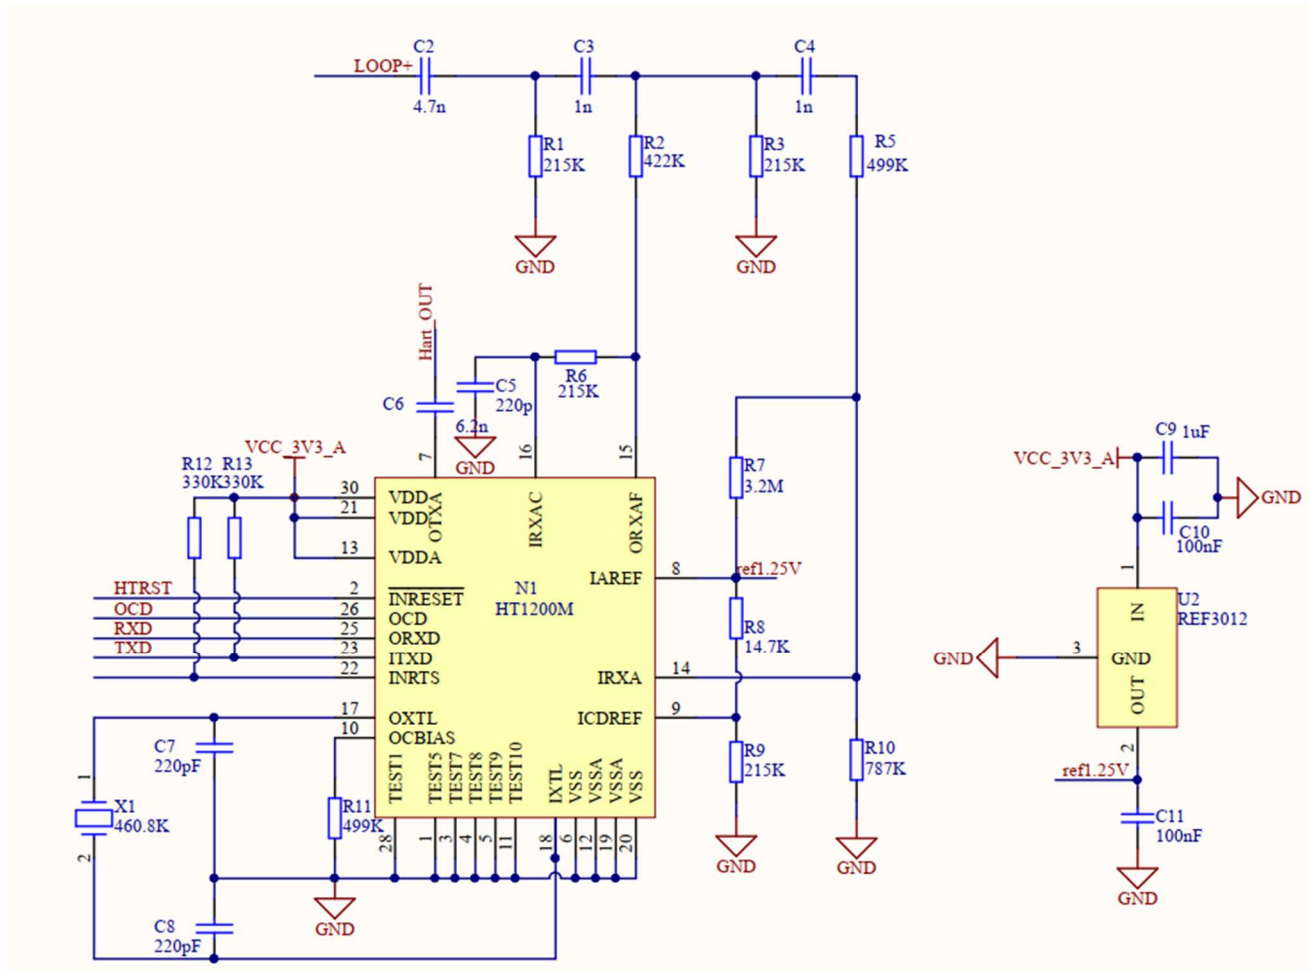 C2 C3 C4
LOOP+
4.7n 1n 1n
R1 R2 R3 R5
215K 422K 215K 499K
GND GND
Hart_OUT
C6 C5 R6
220p 215K
6.2n
GND
7 16 15
VCC_3V3_A
R12 R13
330K 330K
30 VDD
21 VDD
13 VDDA
OTXA IRXAC ORXAF
HTRST 2 INRESET
OCD 26 OCD
RXD 25 ORXD
TXD 23 ITXD
22 INRTS
N1
HT1200M
IAREF 8 ref1.25V
IRXA 14
ICDREF 9
R7
3.2M
R8
14.7K
R9
215K
R10
787K
GND GND
17 OXTL
10 OCBIAS
C7
220pF
1
X1
460.8K
2
R11
499K
TEST1 TEST5 TEST7 TEST8 TEST9 TEST10 IXTL VSS VSSA VSSA VSS
28 1 3 4 5 11 18 6 12 19 20
GND
C8
220pF
C9 1uF
VCC_3V3_A
GND
C10
100nF
1
U2
REF3012
IN
GND 3 GND
OUT
2
ref1.25V
C11
100nF
GND